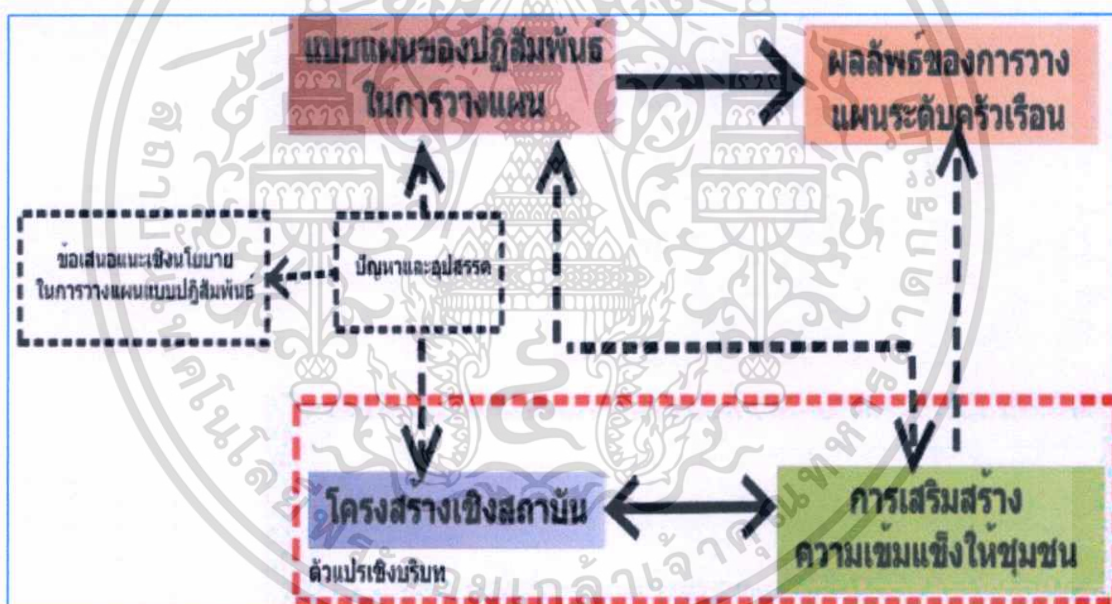 แบบแผนของปฏิสัมพันธ์
ในการวางแผน
ผลลัพธ์ของการวาง
แผนระดับครัวเรือน
ข้อเสนอแนะเชิงนโยบาย
ในการวางแผนแบบปฏิสัมพันธ์
ปัญหาและอุปสรรค
โครงสร้างเชิงสถาบัน
ตัวแปรเชิงบริบท
การเสริมสร้าง
ความเข้มแข็งให้ชุมชน